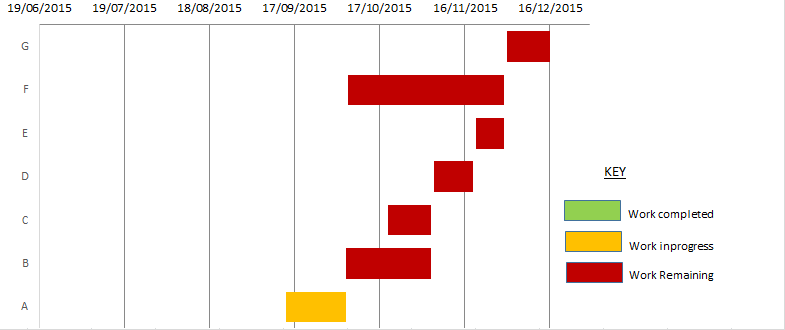 19/06/2015 19/07/2015 18/08/2015 17/09/2015 17/10/2015 16/11/2015 16/12/2015
G
F
E
D
C
B
A
KEY
Work completed
Work inprogress
Work Remaining